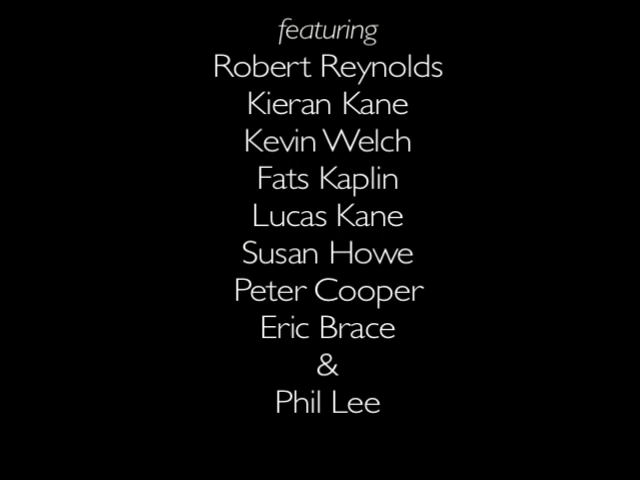 featuring
Robert Reynolds
Kieran Kane
Kevin Welch
Fats Kaplin
Lucas Kane
Susan Howe
Peter Cooper
Eric Brace
&
Phil Lee